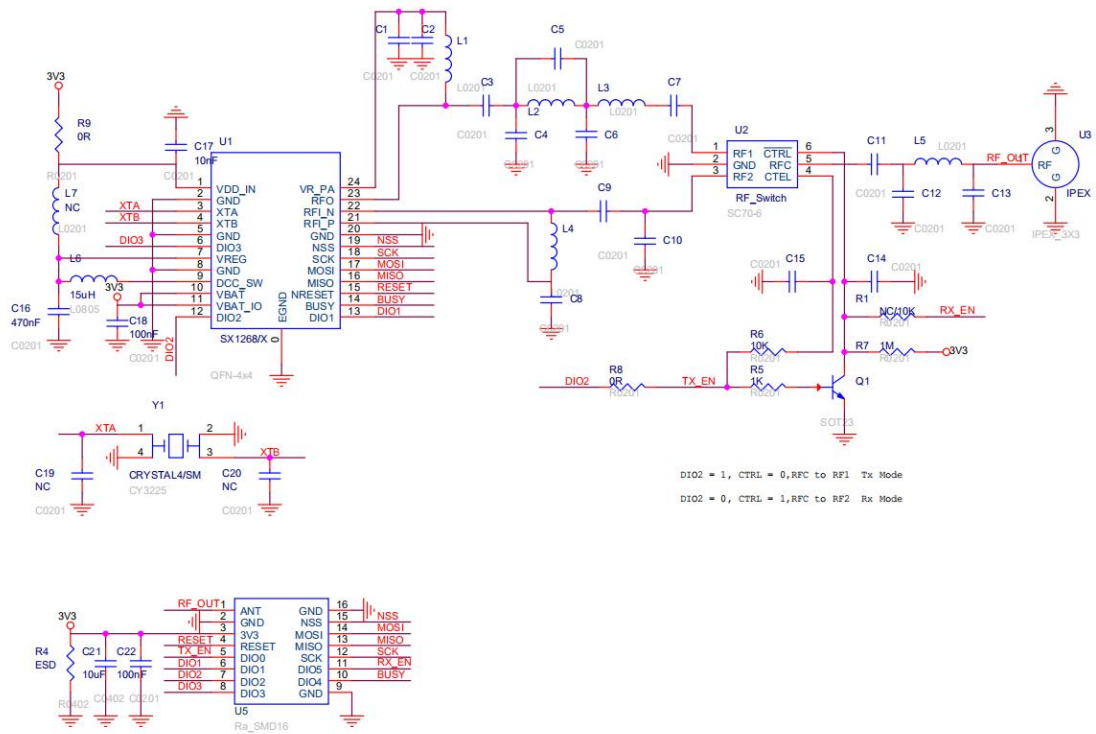 C1
C2
L1
C0201
C0201
L0201
C5
C0201
C3
C0201
L2
L0201
L3
L0201
C7
C0201
C4
C0201
C6
C0201
3V3
R9
0R
R0201
C17
10nF
C0201
L7
NC
L0201
U1
1 VDD_IN VR_PA 24
2 GND RFO 23
XTA 3 XTA RFI_N 22
XTB 4 XTB RFI_P 21
5 GND GND 20
DIO3 6 DIO3 NSS 19 NSS
7 VREG SCK 18 SCK
8 GND MOSI 17 MOSI
9 DCC_SW MISO 16 MISO
10 VBAT NRESET 15 RESET
11 VBAT_IO BUSY 14 BUSY
12 DIO2 DIO1 13 DIO1
EGND
0
SX1268/X
QFN-4x4
L6
15uH
L0805
3V3
C16
470nF
C0201
C18
100nF
C0201
DIO2
C9
C0201
L4
L0201
C8
C0201
C10
C0201
U2
1 RF1 CTRL 6
2 GND RFC 5
3 RF2 CTEL 4
RF_Switch
SC70-6
C11
C0201
L5
L0201
C12
C0201
C13
C0201
RF_OUT
1
3
2
G
RF
G
U3
IPEX
IPEX_3X3
C15
C0201
C14
C0201
R1
NC/10K
R0201
RX_EN
R6
10K
R0201
R7 1M
R0201
3V3
DIO2
R8
0R
R0201
TX_EN
R5
1K
R0201
Q1
SOT23
Y1
XTA 1 2
4 3 XTB
C19
NC
C0201
CRYSTAL4/SM
CY3225
C20
NC
C0201
DIO2 = 1, CTRL = 0,RFC to RF1 Tx Mode
DIO2 = 0, CTRL = 1,RFC to RF2 Rx Mode
3V3
R4
ESD
R0402
C21
10uF
C0402
C22
100nF
C0201
RF_OUT 1 ANT GND 16
2 GND NSS 15 NSS
3 3V3 MOSI 14 MOSI
RESET 4 RESET MISO 13 MISO
TX_EN 5 DIO0 SCK 12 SCK
DIO1 6 DIO1 DIO5 11 RX_EN
DIO2 7 DIO2 DIO4 10 BUSY
DIO3 8 DIO3 GND 9
U5
Ra_SMD16